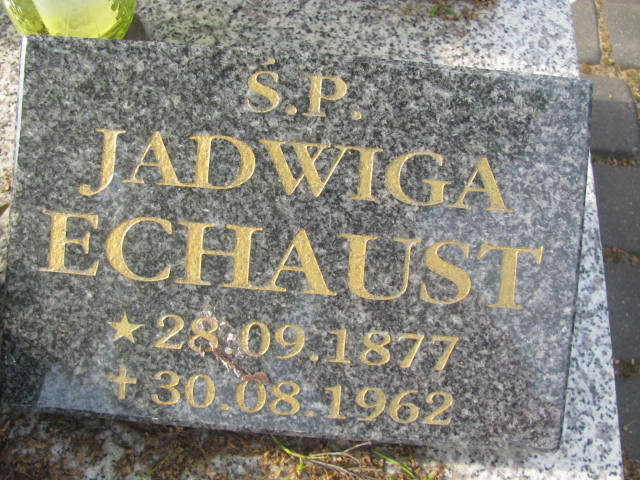 Ś.P.
JADWIGA
ECHAUST
★ 28.09.1877
✝ 30.08.1962